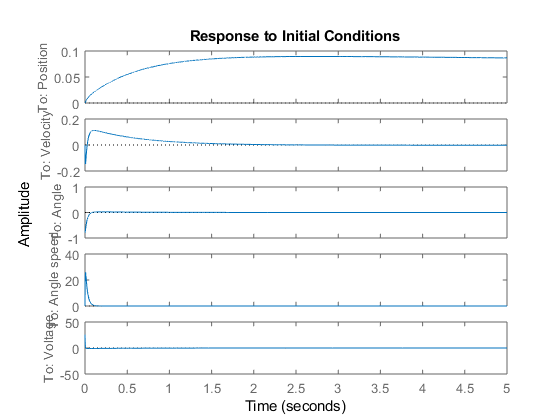 Response to Initial Conditions
0.1
0.05
0
To: Position
0.2
0
-0.2
To: Velocity
1
0
-1
To: Angle
40
20
0
To: Angle speed
50
0
-50
To: Voltage
Amplitude
0 0.5 1 1.5 2 2.5 3 3.5 4 4.5 5
Time (seconds)